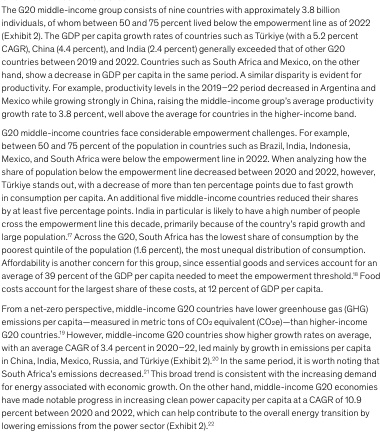 The G20 middle-income group consists of nine countries with approximately 3.8 billion
individuals, of whom between 50 and 75 percent lived below the empowerment line as of 2022
(Exhibit 2). The GDP per capita growth rates of countries such as Türkiye (with a 5.2 percent
CAGR), China (4.4 percent), and India (2.4 percent) generally exceeded that of other G20
countries between 2019 and 2022. Countries such as South Africa and Mexico, on the other
hand, show a decrease in GDP per capita in the same period. A similar disparity is evident for
productivity. For example, productivity levels in the 2019–22 period decreased in Argentina and
Mexico while growing strongly in China, raising the middle-income group's average productivity
growth rate to 3.8 percent, well above the average for countries in the higher-income band.
G20 middle-income countries face considerable empowerment challenges. For example,
between 50 and 75 percent of the population in countries such as Brazil, India, Indonesia,
Mexico, and South Africa were below the empowerment line in 2022. When analyzing how the
share of population below the empowerment line decreased between 2020 and 2022, however,
Türkiye stands out, with a decrease of more than ten percentage points due to fast growth
in consumption per capita. An additional five middle-income countries reduced their shares
by at least five percentage points. India in particular is likely to have a high number of people
cross the empowerment line this decade, primarily because of the country's rapid growth and
large population.¹⁷ Across the G20, South Africa has the lowest share of consumption by the
poorest quintile of the population (1.6 percent), the most unequal distribution of consumption.
Affordability is another concern for this group, since essential goods and services account for an
average of 39 percent of the GDP per capita needed to meet the empowerment threshold.¹⁸ Food
costs account for the largest share of these costs, at 12 percent of GDP per capita.
From a net-zero perspective, middle-income G20 countries have lower greenhouse gas (GHG)
emissions per capita—measured in metric tons of CO₂ equivalent (CO₂e)—than higher-income
G20 countries.¹⁹ However, middle-income G20 countries show higher growth rates on average,
with an average CAGR of 3.4 percent in 2020–22, led mainly by growth in emissions per capita
in China, India, Mexico, Russia, and Türkiye (Exhibit 2).²⁰ In the same period, it is worth noting that
South Africa's emissions decreased.²¹ This broad trend is consistent with the increasing demand
for energy associated with economic growth. On the other hand, middle-income G20 economies
have made notable progress in increasing clean power capacity per capita at a CAGR of 10.9
percent between 2020 and 2022, which can help contribute to the overall energy transition by
lowering emissions from the power sector (Exhibit 2).²²